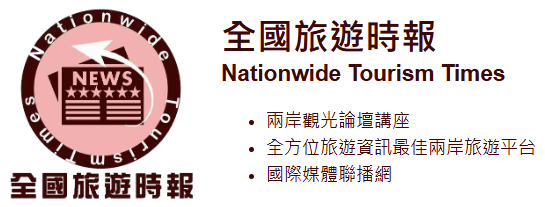 Nationwide Tourism Times
NEWS
全國旅遊時報
全國旅遊時報
Nationwide Tourism Times
• 兩岸觀光論壇講座
• 全方位旅遊資訊最佳兩岸旅遊平台
• 國際媒體聯播網